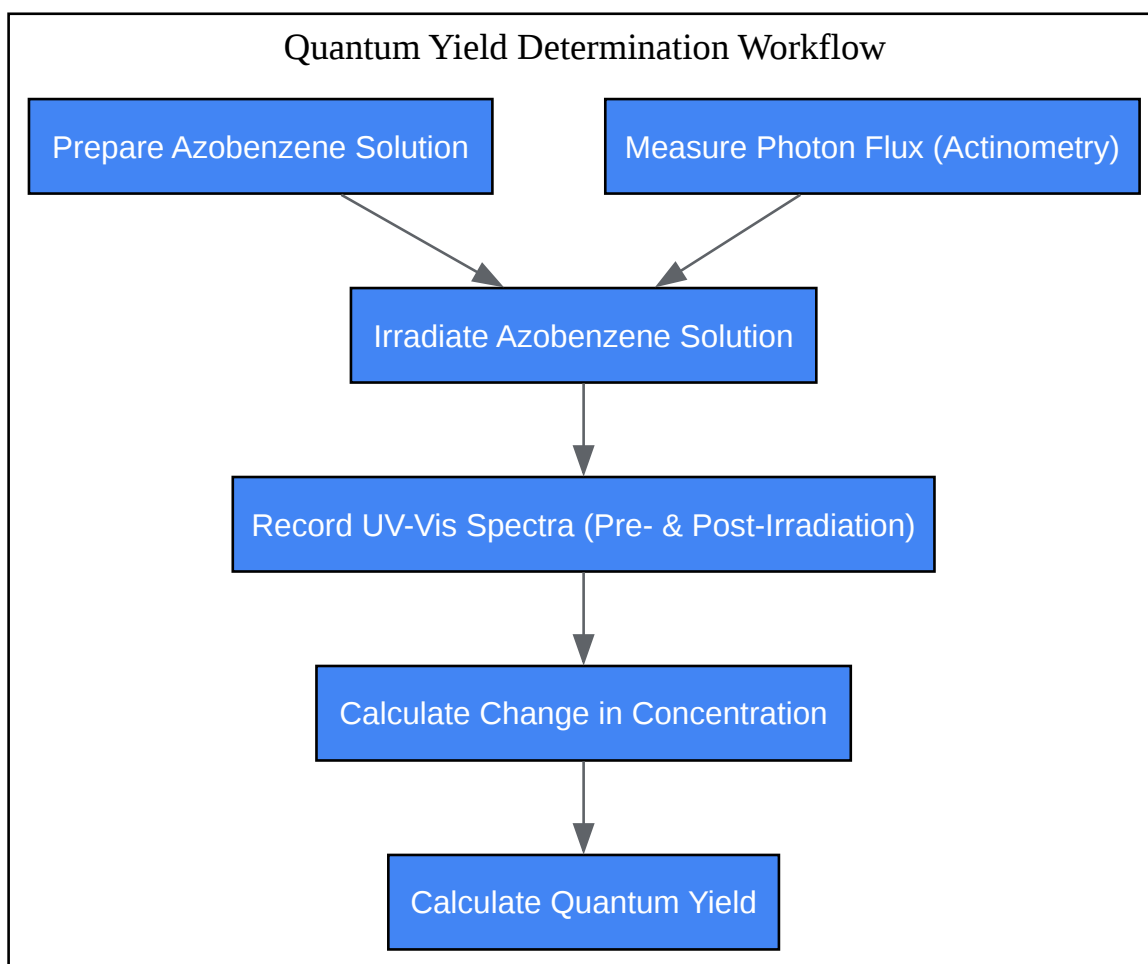 Quantum Yield Determination Workflow
Prepare Azobenzene Solution
Measure Photon Flux (Actinometry)
Irradiate Azobenzene Solution
Record UV-Vis Spectra (Pre- & Post-Irradiation)
Calculate Change in Concentration
Calculate Quantum Yield